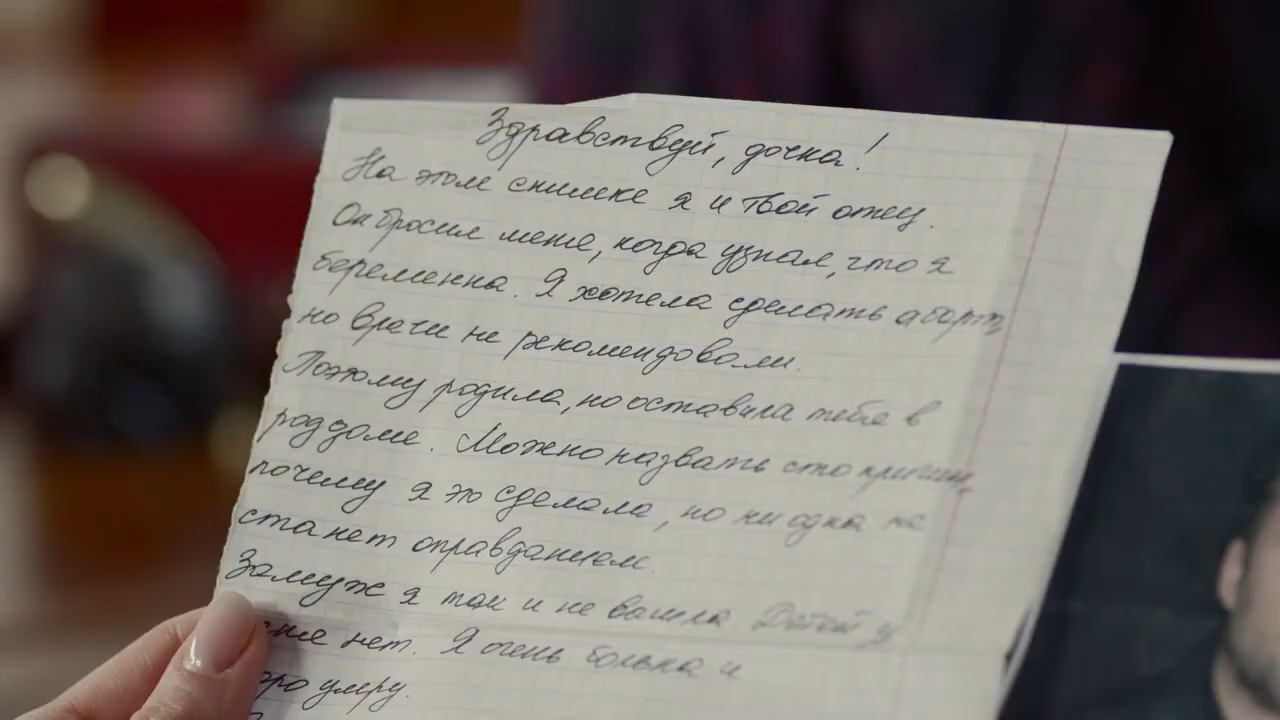 Здравствуй, дочка!
На этом снимке я и твой отец.
Он бросил меня, когда узнал, что я
беременна. Я хотела сделать аборт,
но врачи не рекомендовали.
Поэтому родила, но оставила тебя в
роддоме. Можно назвать сто причин,
почему я это сделала, но ни одна не
станет оправданием.
Замуж я так и не вышла. Детей у
нет. Я очень больна и
умру.